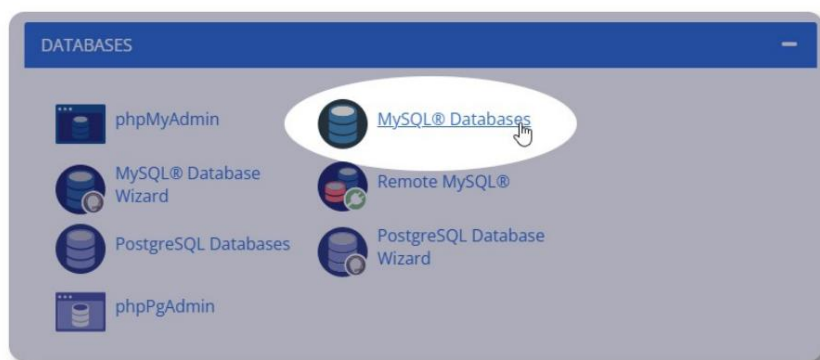 DATABASES
phpMyAdmin
MySQL® Databases
MySQL® Database
Wizard
Remote MySQL®
PostgreSQL Databases
PostgreSQL Database
Wizard
phpPgAdmin